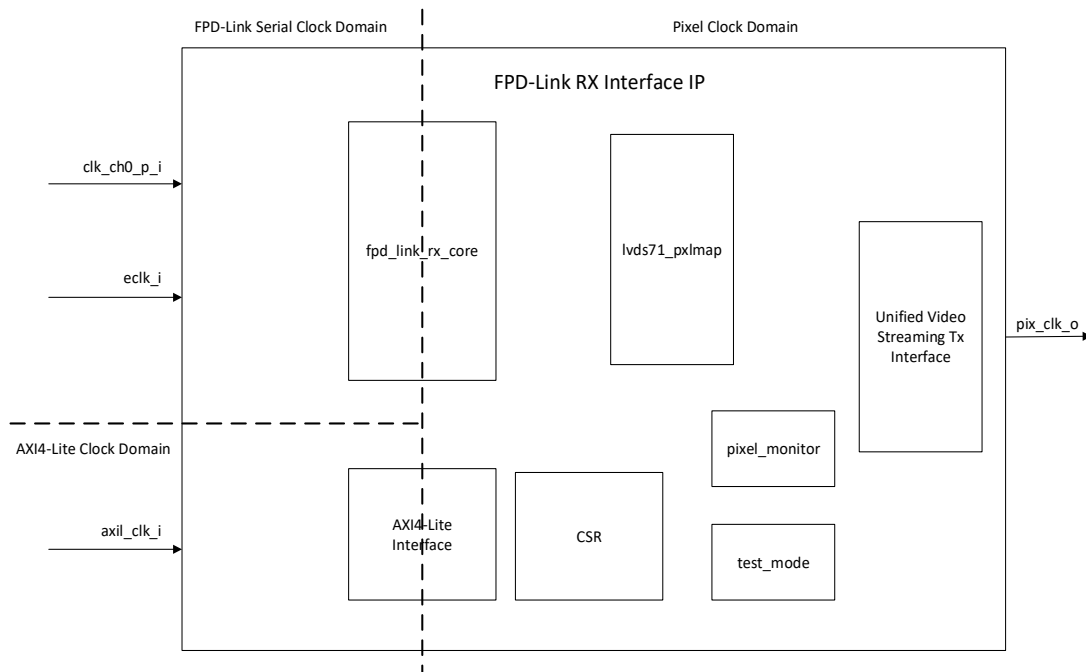 FPD-Link Serial Clock Domain
Pixel Clock Domain
FPD-Link RX Interface IP
clk_ch0_p_i
eclk_i
fpd_link_rx_core
lvds71_pxlmap
Unified Video
Streaming Tx
Interface
pix_clk_o
AXI4-Lite Clock Domain
axil_clk_i
AXI4-Lite
Interface
CSR
pixel_monitor
test_mode